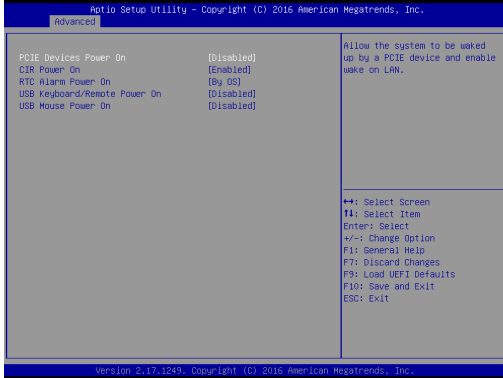 Aptio Setup Utility – Copyright (C) 2016 American Megatrends, Inc.
Advanced
PCIE Devices Power On [Disabled]
CIR Power On [Enabled]
RTC Alarm Power On [By OS]
USB Keyboard/Remote Power On [Disabled]
USB Mouse Power On [Disabled]
Allow the system to be waked
up by a PCIE device and enable
wake on LAN.
↔: Select Screen
↑↓: Select Item
Enter: Select
+/-: Change Option
F1: General Help
F7: Discard Changes
F9: Load UEFI Defaults
F10: Save and Exit
ESC: Exit
Version 2.17.1249. Copyright (C) 2016 American Megatrends, Inc.